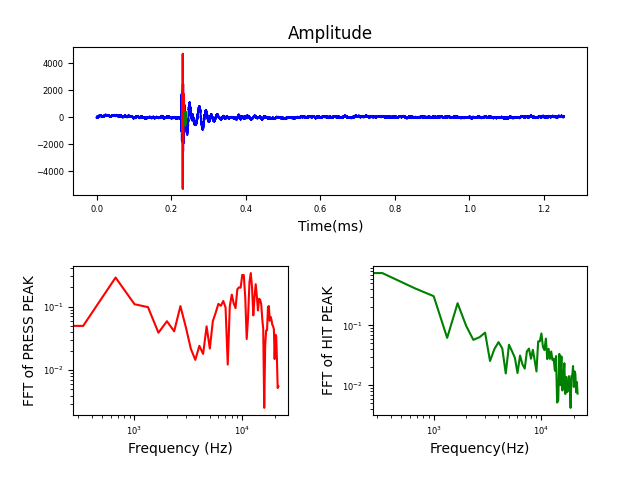 Amplitude
4000
2000
0
−2000
−4000
0.0 0.2 0.4 0.6 0.8 1.0 1.2
Time(ms)
FFT of PRESS PEAK
10⁻¹
10⁻²
10³ 10⁴
Frequency (Hz)
FFT of HIT PEAK
10⁻¹
10⁻²
10³ 10⁴
Frequency(Hz)